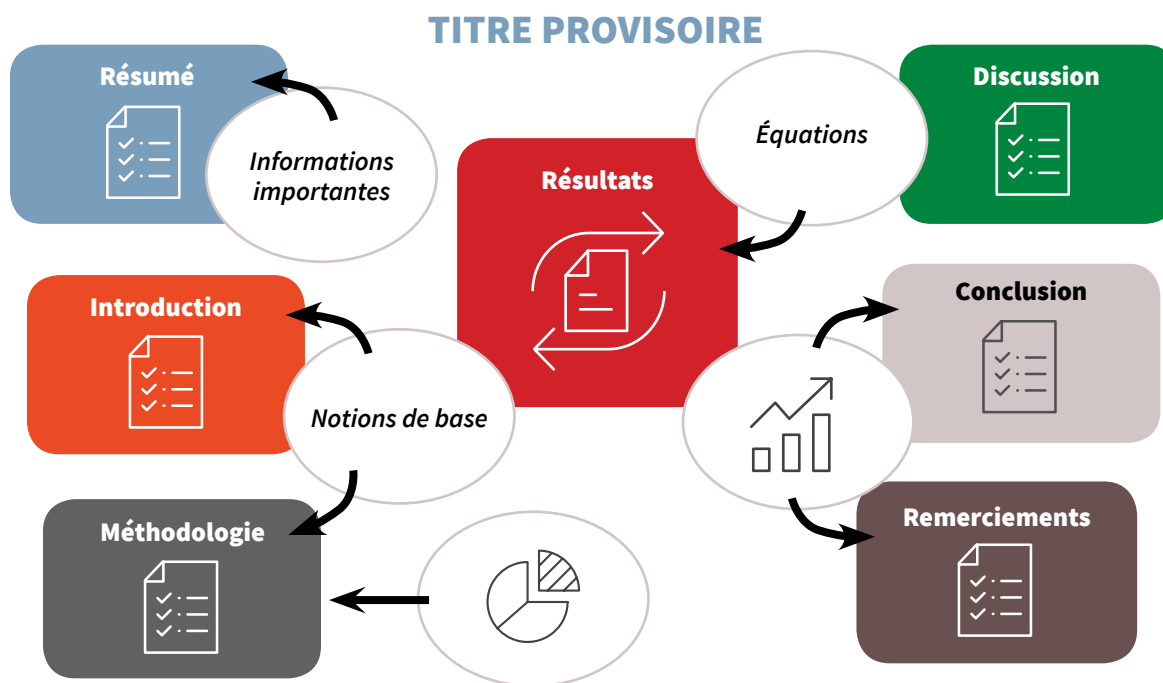 TITRE PROVISOIRE
Résumé
Informations
importantes
Introduction
Notions de base
Méthodologie
Résultats
Équations
Discussion
Conclusion
Remerciements